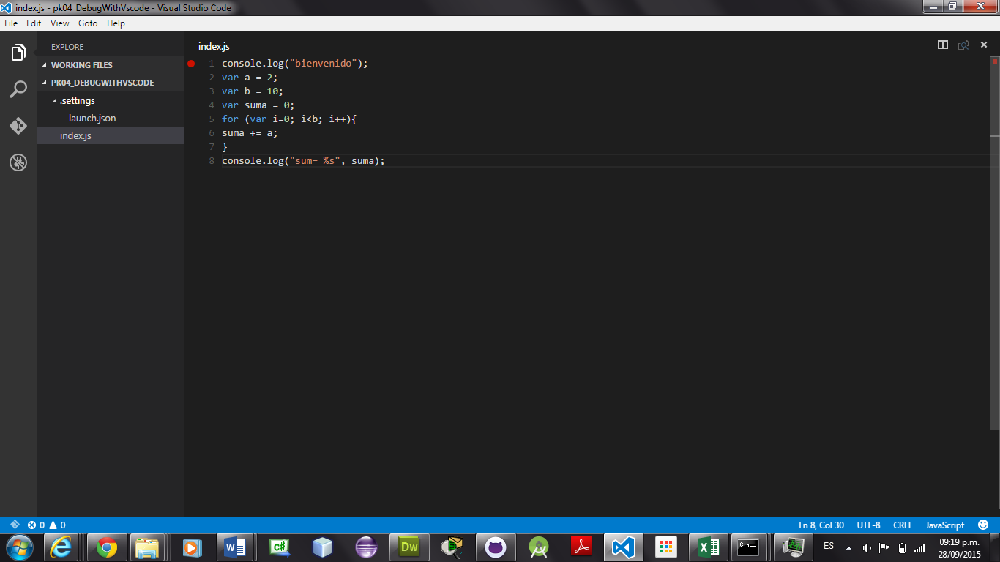 index.js - pk04_DebugWithVscode - Visual Studio Code
File Edit View Goto Help
EXPLORE
WORKING FILES
PK04_DEBUGWITHVSCODE
.settings
launch.json
index.js
index.js
1 console.log("bienvenido");
2 var a = 2;
3 var b = 10;
4 var suma = 0;
5 for (var i=0; i<b; i++){
6 suma += a;
7 }
8 console.log("sum= %s", suma);
0 0
Ln 8, Col 30 UTF-8 CRLF JavaScript
W C# Dw X C:\
ES
09:19 p.m.
28/09/2015